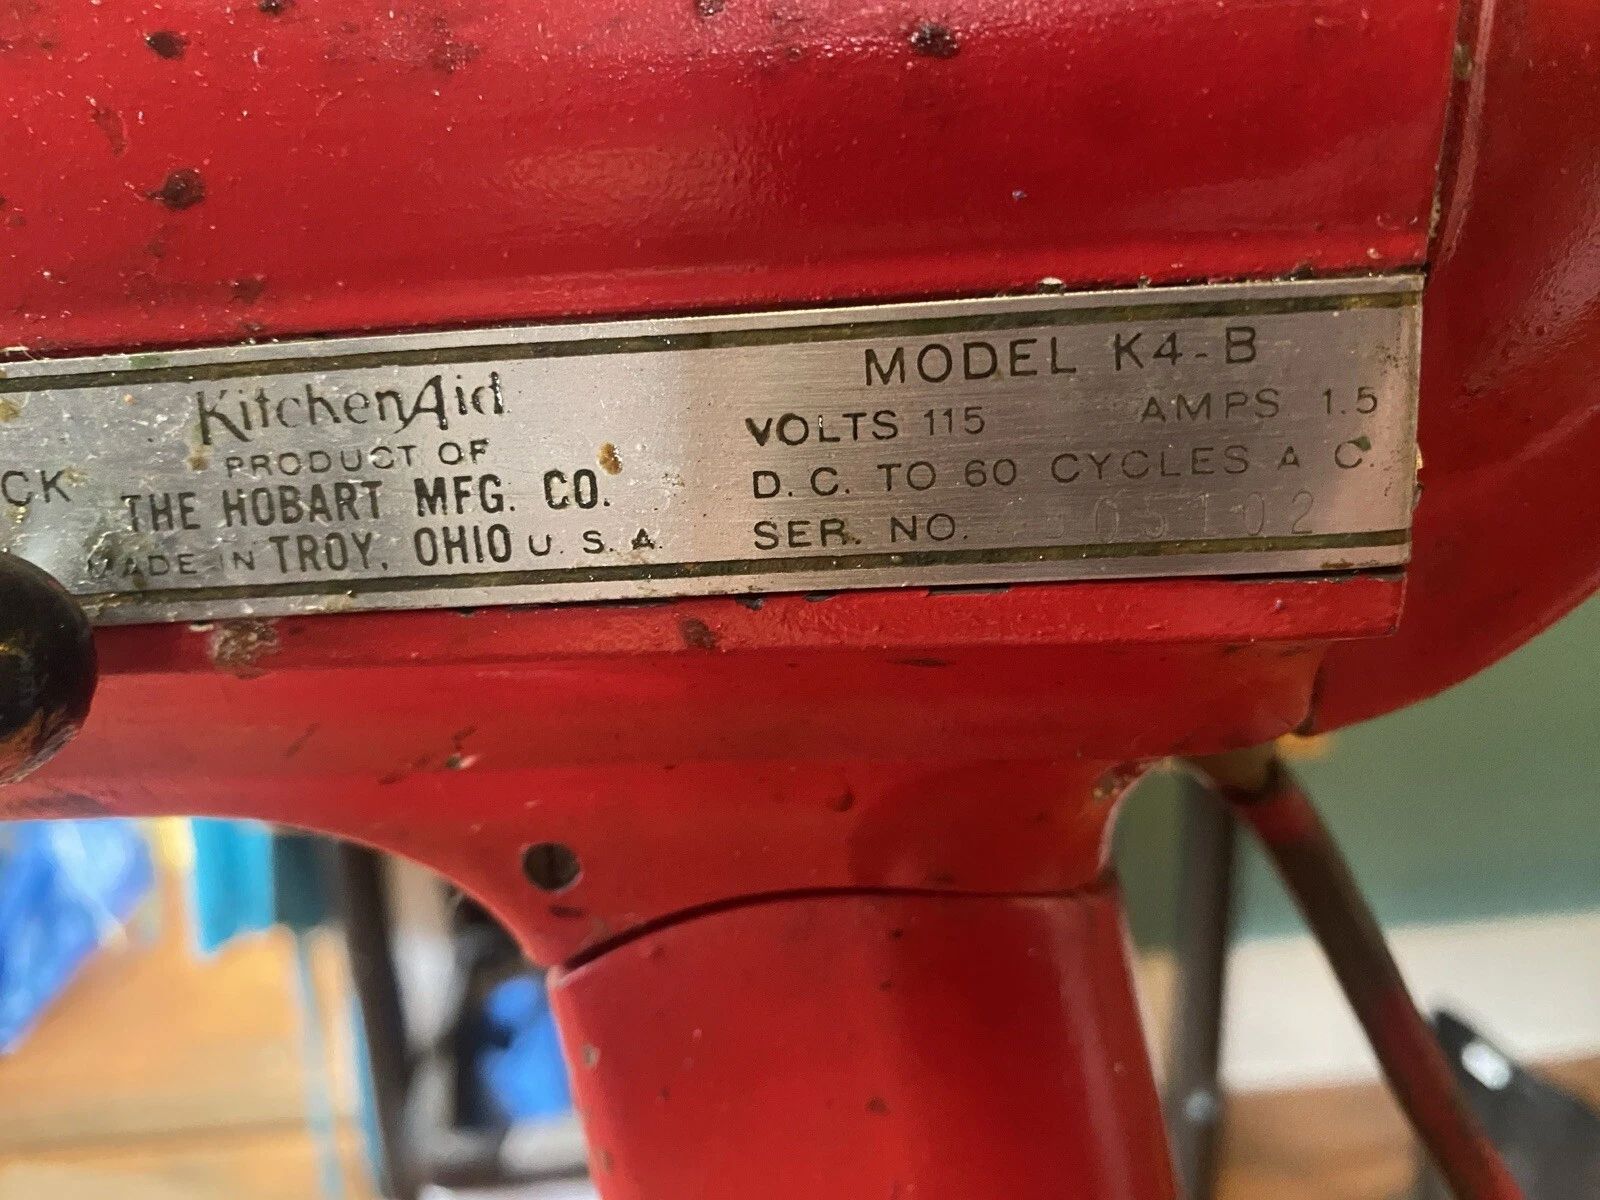 CK
KitchenAid
PRODUCT OF
THE HOBART MFG. CO.
MADE IN TROY, OHIO U. S. A.
MODEL K4-B
VOLTS 115 AMPS 1.5
D. C. TO 60 CYCLES A C.
SER. NO.